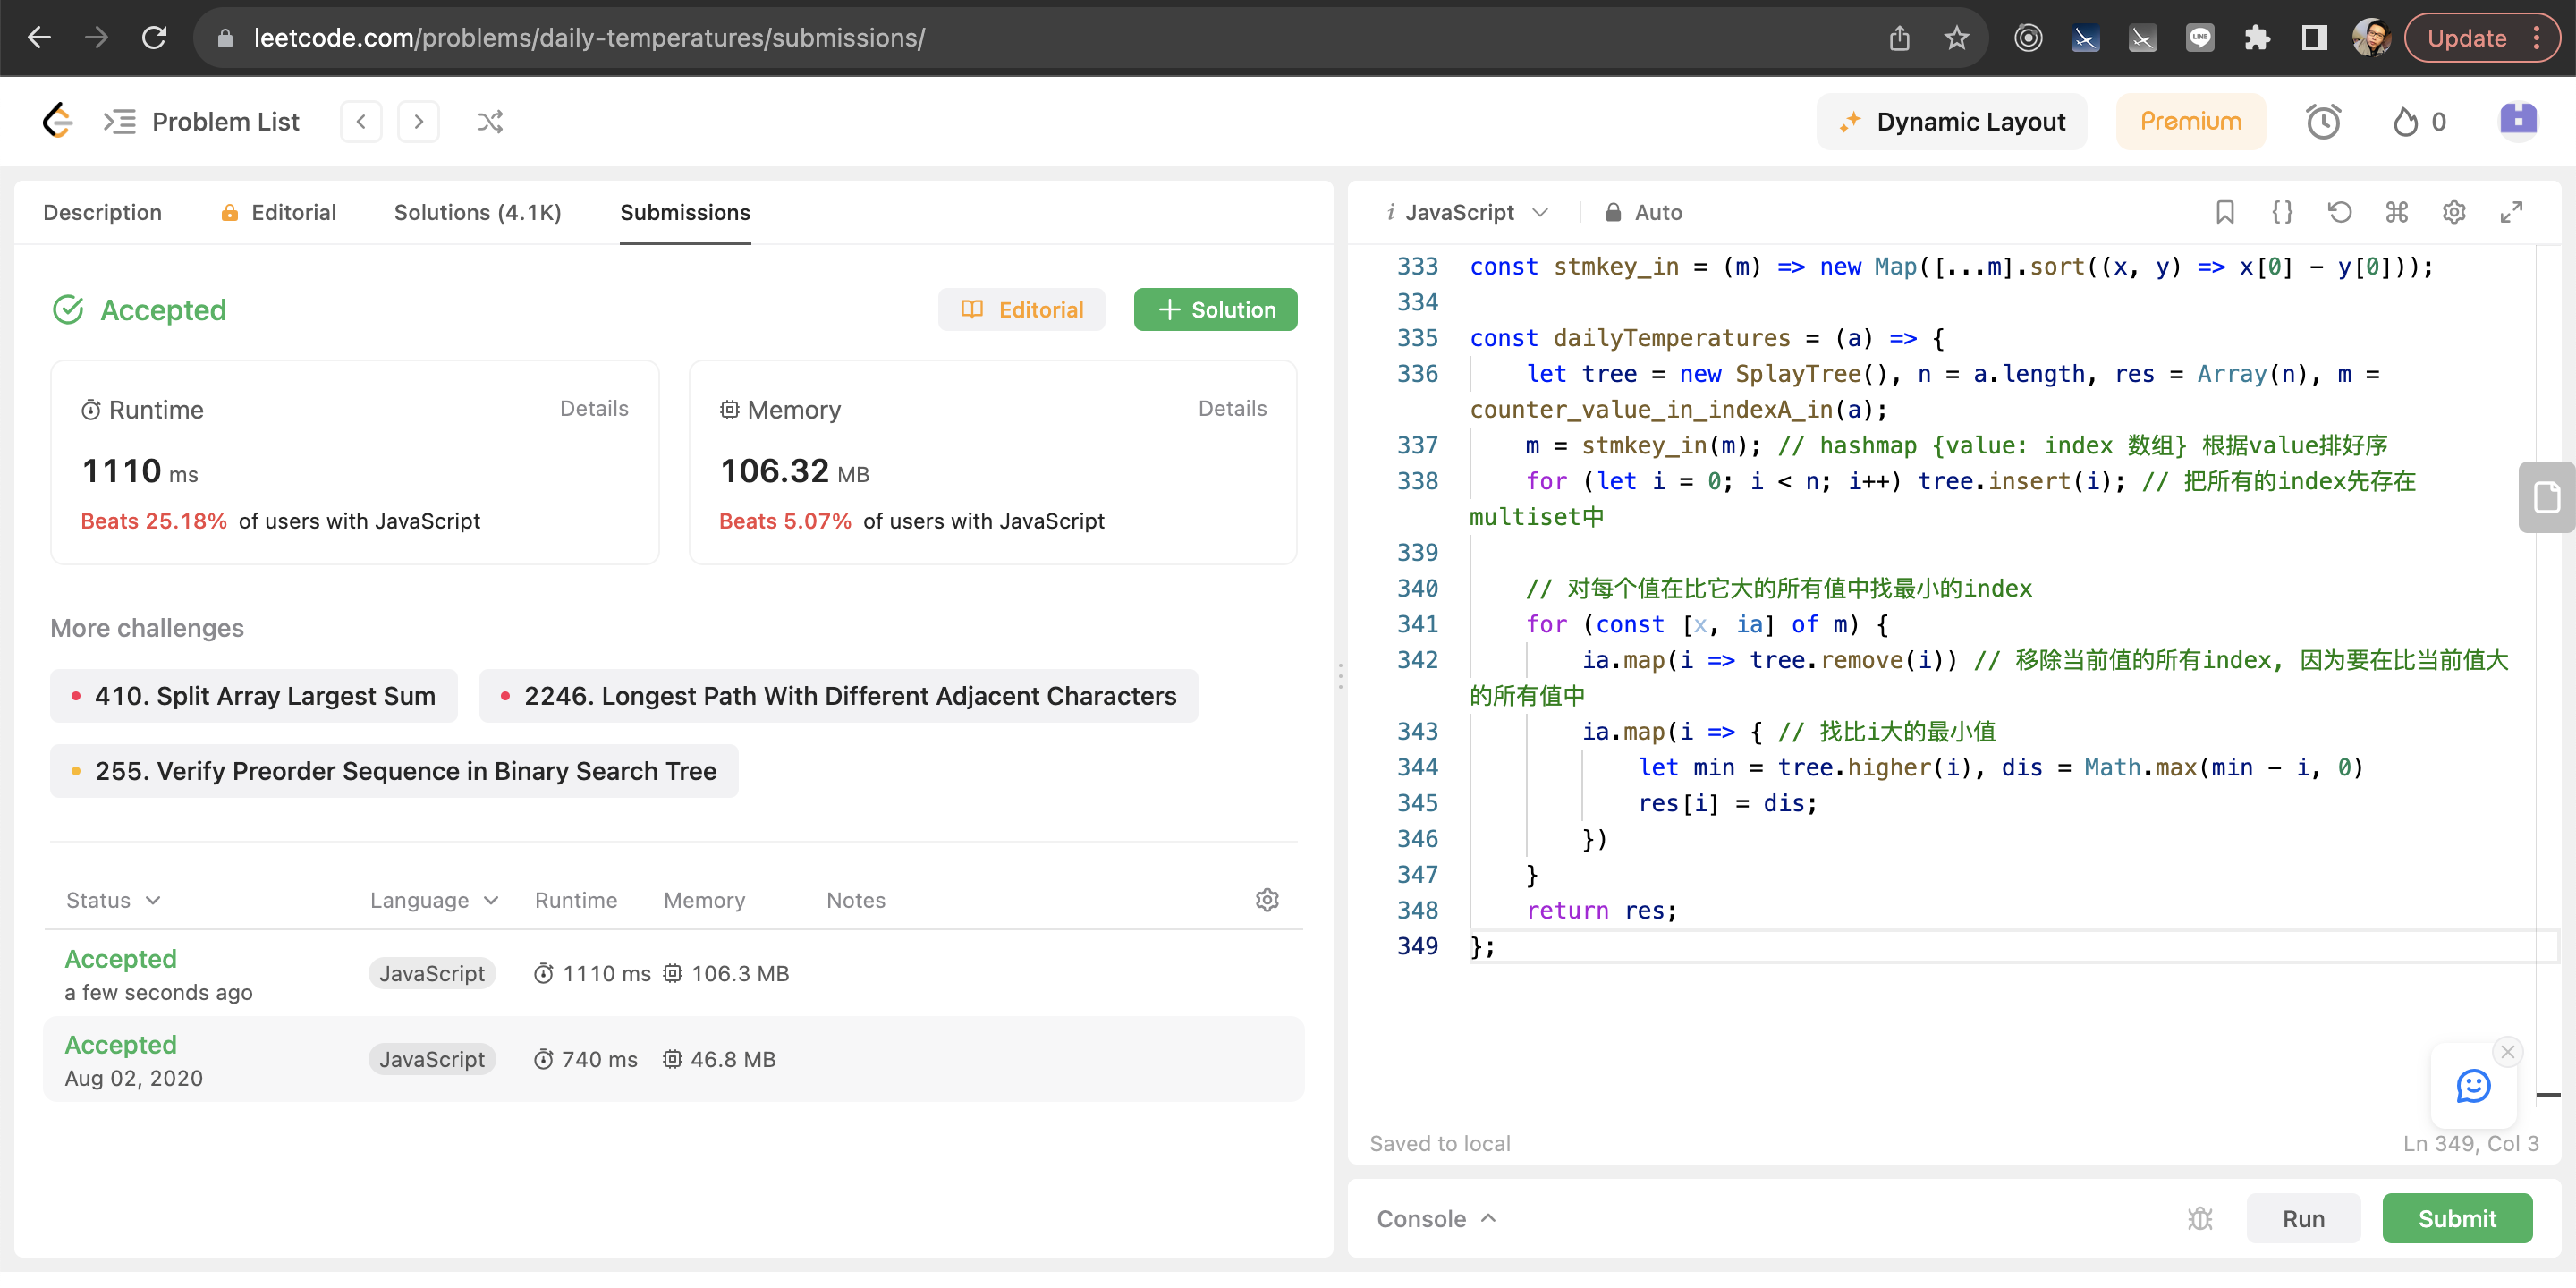 leetcode.com/problems/daily-temperatures/submissions/
LINE
Update
Problem List
Dynamic Layout
Premium
0
Description
Editorial
Solutions (4.1K)
Submissions
Accepted
Editorial
Solution
Runtime
Details
1110 ms
Beats 25.18% of users with JavaScript
Memory
Details
106.32 MB
Beats 5.07% of users with JavaScript
More challenges
410. Split Array Largest Sum
2246. Longest Path With Different Adjacent Characters
255. Verify Preorder Sequence in Binary Search Tree
Status Language Runtime Memory Notes
Accepted
a few seconds ago
JavaScript 1110 ms 106.3 MB
Accepted
Aug 02, 2020
JavaScript 740 ms 46.8 MB
i JavaScript
Auto
{}
333 const stmkey_in = (m) => new Map([...m].sort((x, y) => x[0] - y[0]));
334
335 const dailyTemperatures = (a) => {
336 let tree = new SplayTree(), n = a.length, res = Array(n), m =
counter_value_in_indexA_in(a);
337 m = stmkey_in(m); // hashmap {value: index 数组} 根据value排好序
338 for (let i = 0; i < n; i++) tree.insert(i); // 把所有的index先存在
multiset中
339
340 // 对每个值在比它大的所有值中找最小的index
341 for (const [x, ia] of m) {
342 ia.map(i => tree.remove(i)) // 移除当前值的所有index, 因为要在比当前值大
的所有值中
343 ia.map(i => { // 找比i大的最小值
344 let min = tree.higher(i), dis = Math.max(min - i, 0)
345 res[i] = dis;
346 })
347 }
348 return res;
349 };
Saved to local
Ln 349, Col 3
Console
Run
Submit